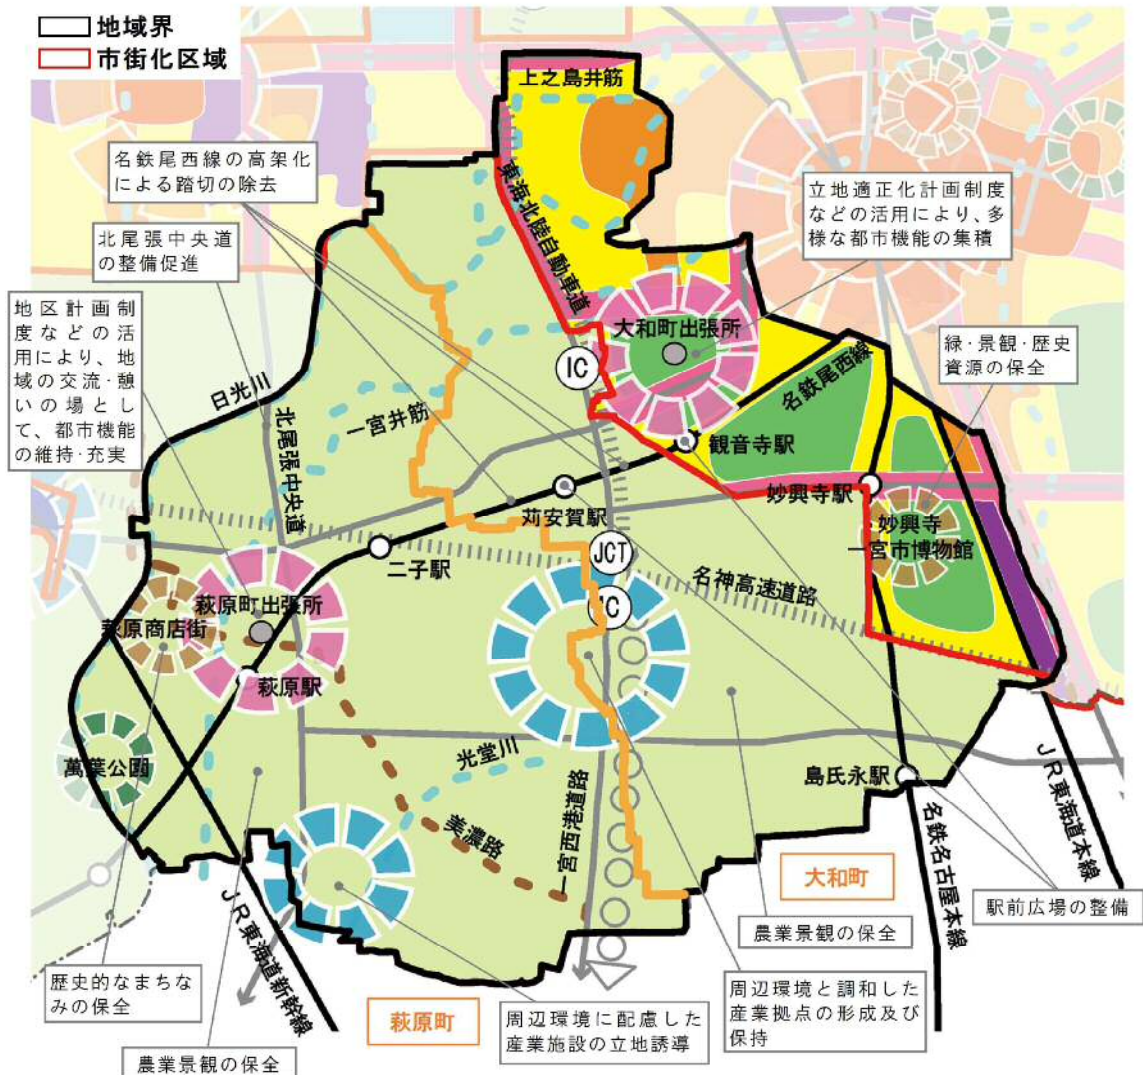 地域界
市街化区域
上之島井筋
名鉄尾西線の高架化
による踏切の除去
東海北陸自動車道
立地適正化計画制度
などの活用により、多
様な都市機能の集積
北尾張中央道
の整備促進
地区計画制
度などの活
用により、地
域の交流・憩
いの場とし
て、都市機能
の維持・充実
大和町出張所
緑・景観・歴史
資源の保全
IC
日光川
北尾張中央道
一宮井筋
名鉄尾西線
観音寺駅
妙興寺駅
苅安賀駅
妙興寺
一宮市博物館
二子駅
JCT
名神高速道路
IC
萩原町出張所
萩原商店街
萩原駅
萬葉公園
光堂川
美濃路
一宮西港道路
島氏永駅
JR東海道本線
名鉄名古屋本線
大和町
駅前広場の整備
農業景観の保全
JR東海道新幹線
歴史的なまちな
みの保全
萩原町
周辺環境に配慮した
産業施設の立地誘導
周辺環境と調和した
産業拠点の形成及び
保持
農業景観の保全